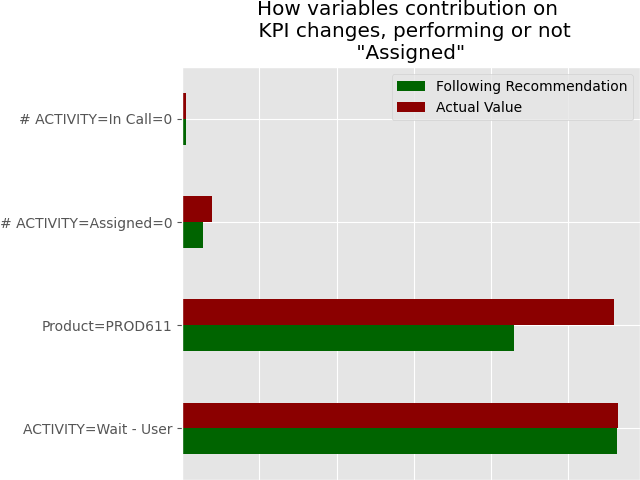 How variables contribution on
KPI changes, performing or not
"Assigned"
Following Recommendation
Actual Value
# ACTIVITY=In Call=0
# ACTIVITY=Assigned=0
Product=PROD611
ACTIVITY=Wait - User